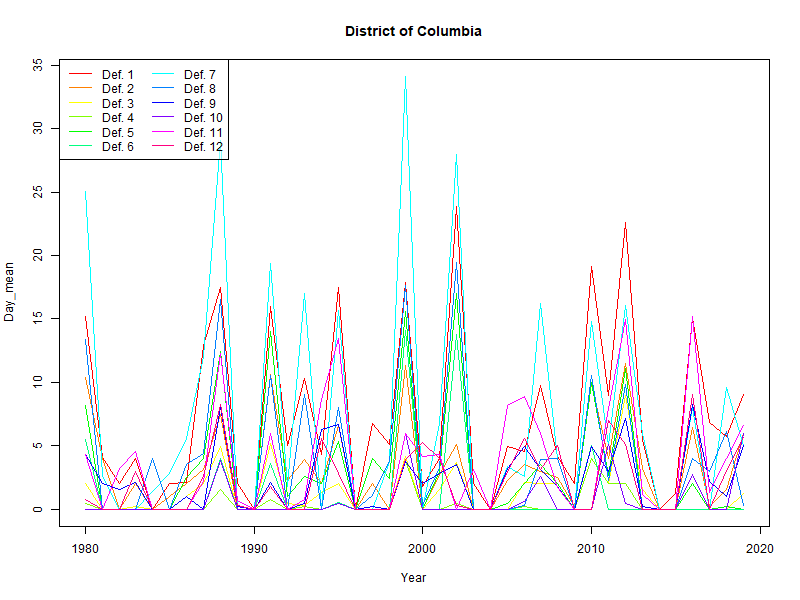 District of Columbia
Def. 1 Def. 7
Def. 2 Def. 8
Def. 3 Def. 9
Def. 4 Def. 10
Def. 5 Def. 11
Def. 6 Def. 12
Day_mean
35
30
25
20
15
10
5
0
1980 1990 2000 2010 2020
Year